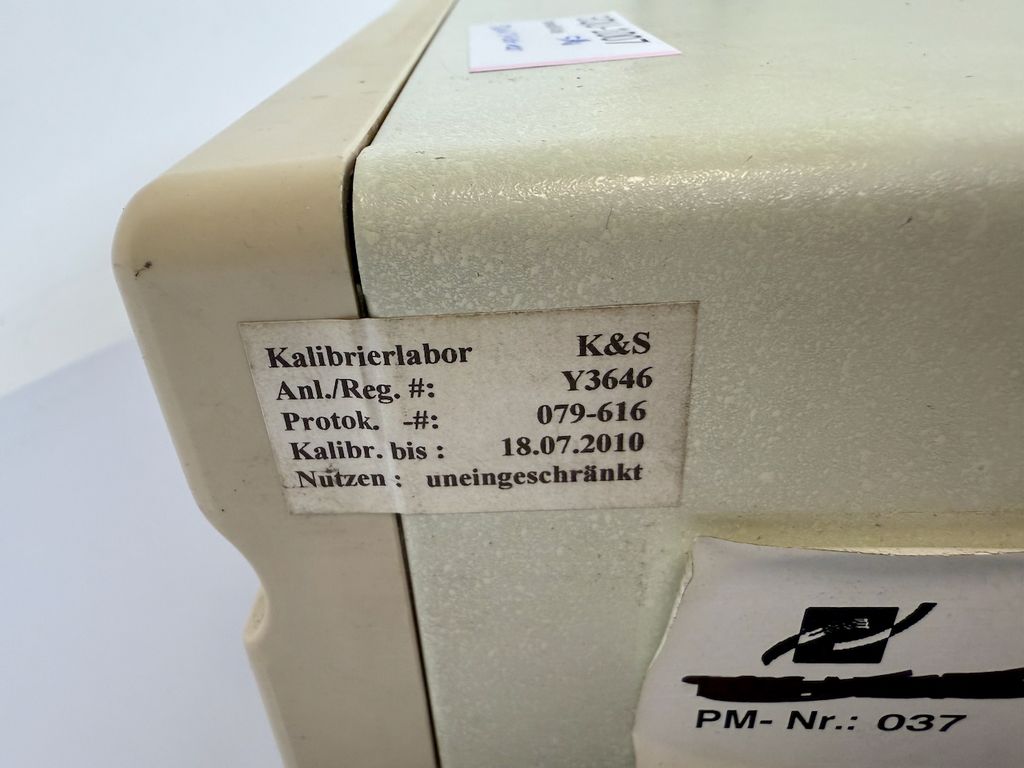 Kalibrierlabor K&S
Anl./Reg. #: Y3646
Protok. -#: 079-616
Kalibr. bis : 18.07.2010
Nutzen : uneingeschränkt
PM- Nr.: 037